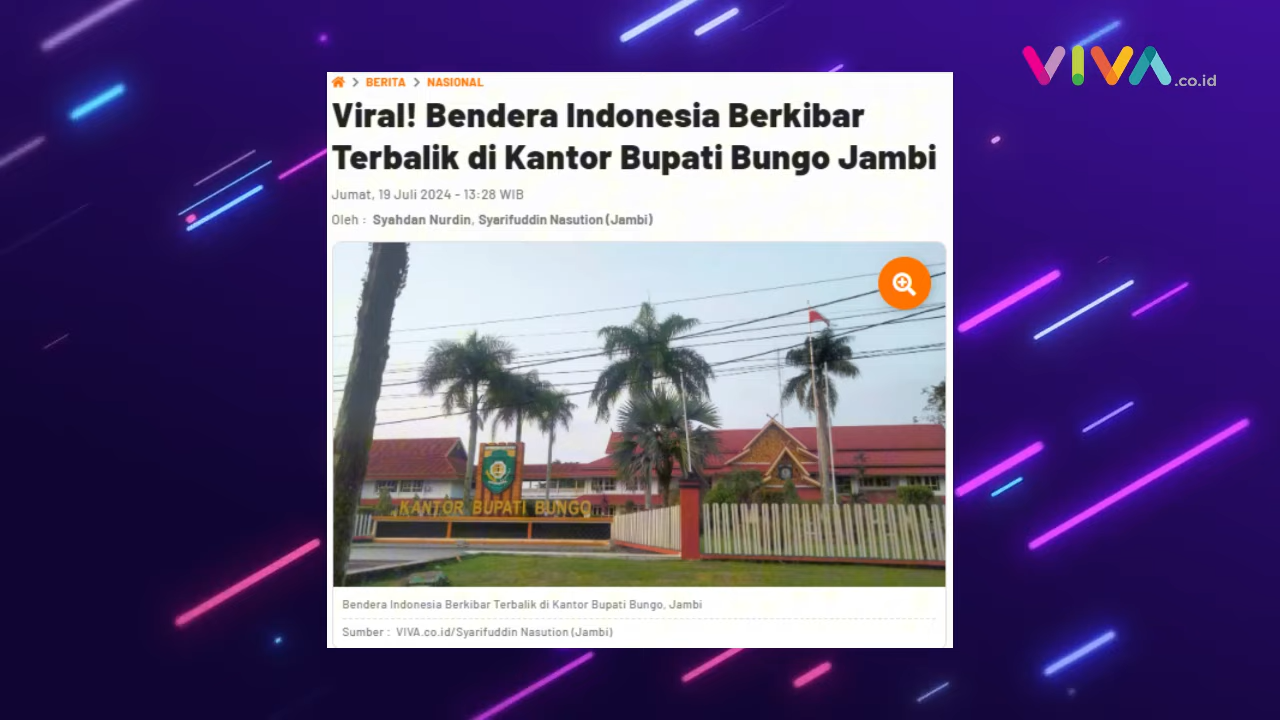 VIVA.co.id
BERITA > NASIONAL
Viral! Bendera Indonesia Berkibar
Terbalik di Kantor Bupati Bungo Jambi
Jumat, 19 Juli 2024 - 13:28 WIB
Oleh : Syahdan Nurdin, Syarifuddin Nasution (Jambi)
KANTOR BUPATI BUNGO
Bendera Indonesia Berkibar Terbalik di Kantor Bupati Bungo, Jambi
Sumber : VIVA.co.id/Syarifuddin Nasution (Jambi)